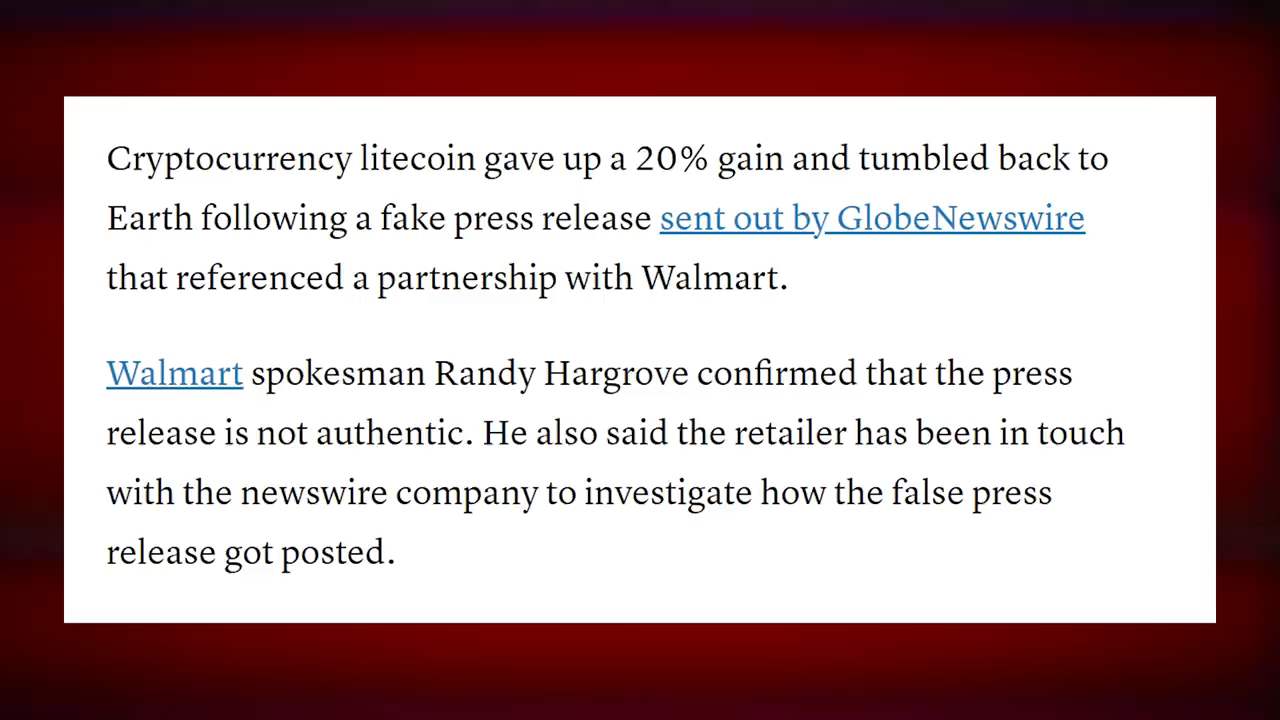 Cryptocurrency litecoin gave up a 20% gain and tumbled back to
Earth following a fake press release sent out by GlobeNewswire
that referenced a partnership with Walmart.
Walmart spokesman Randy Hargrove confirmed that the press
release is not authentic. He also said the retailer has been in touch
with the newswire company to investigate how the false press
release got posted.